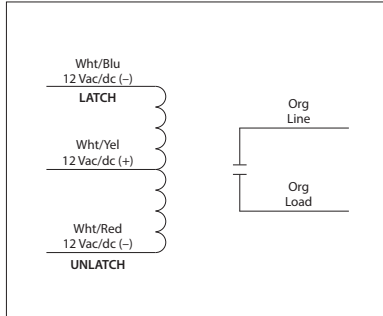 Wht/Blu
12 Vac/dc (–)
LATCH
Wht/Yel
12 Vac/dc (+)
Wht/Red
12 Vac/dc (–)
UNLATCH
Org
Line
Org
Load